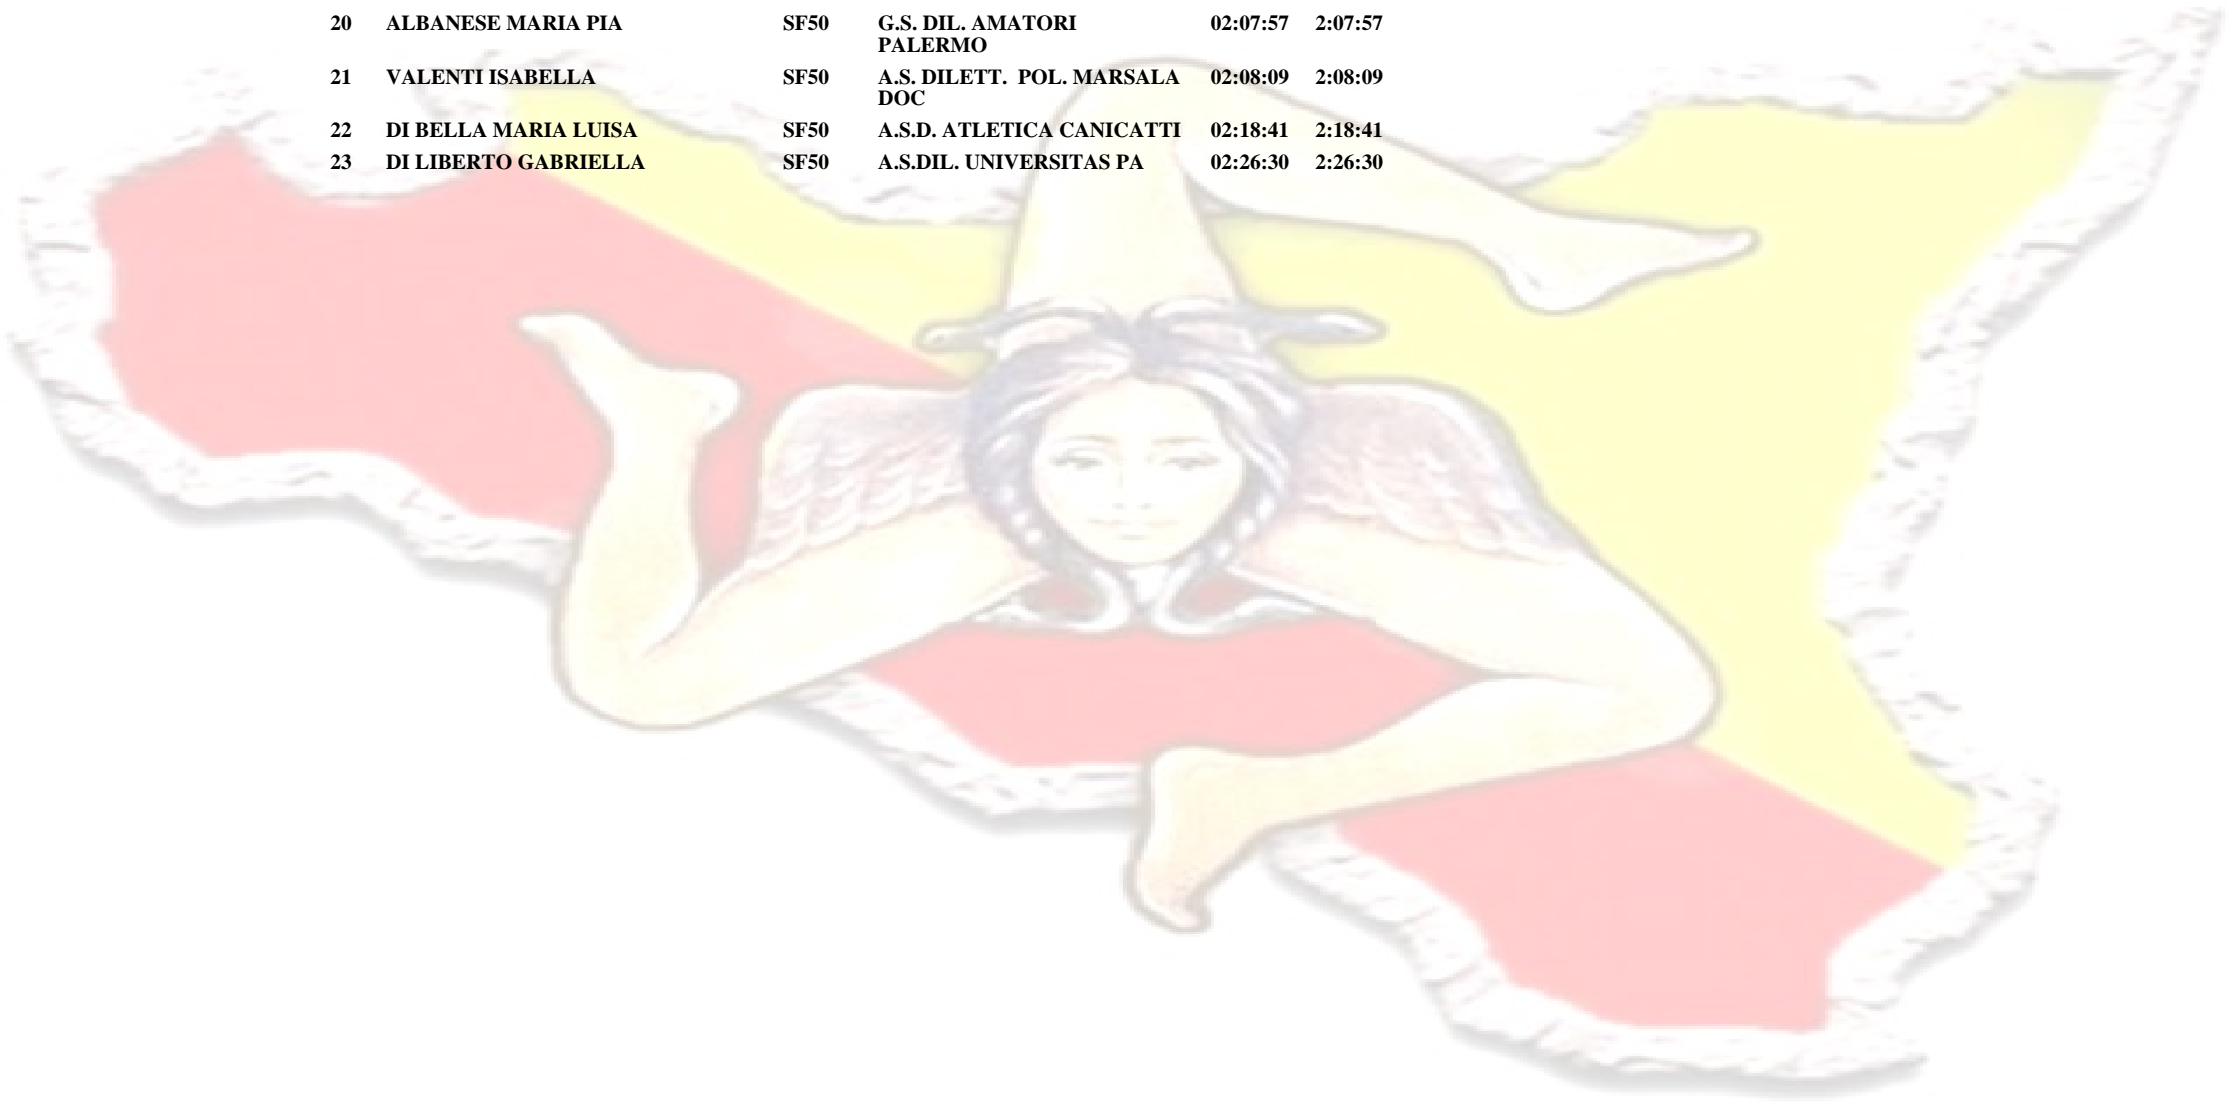 20 ALBANESE MARIA PIA SF50 G.S. DIL. AMATORI 02:07:57 2:07:57
PALERMO
21 VALENTI ISABELLA SF50 A.S. DILETT. POL. MARSALA 02:08:09 2:08:09
DOC
22 DI BELLA MARIA LUISA SF50 A.S.D. ATLETICA CANICATTI 02:18:41 2:18:41
23 DI LIBERTO GABRIELLA SF50 A.S.DIL. UNIVERSITAS PA 02:26:30 2:26:30